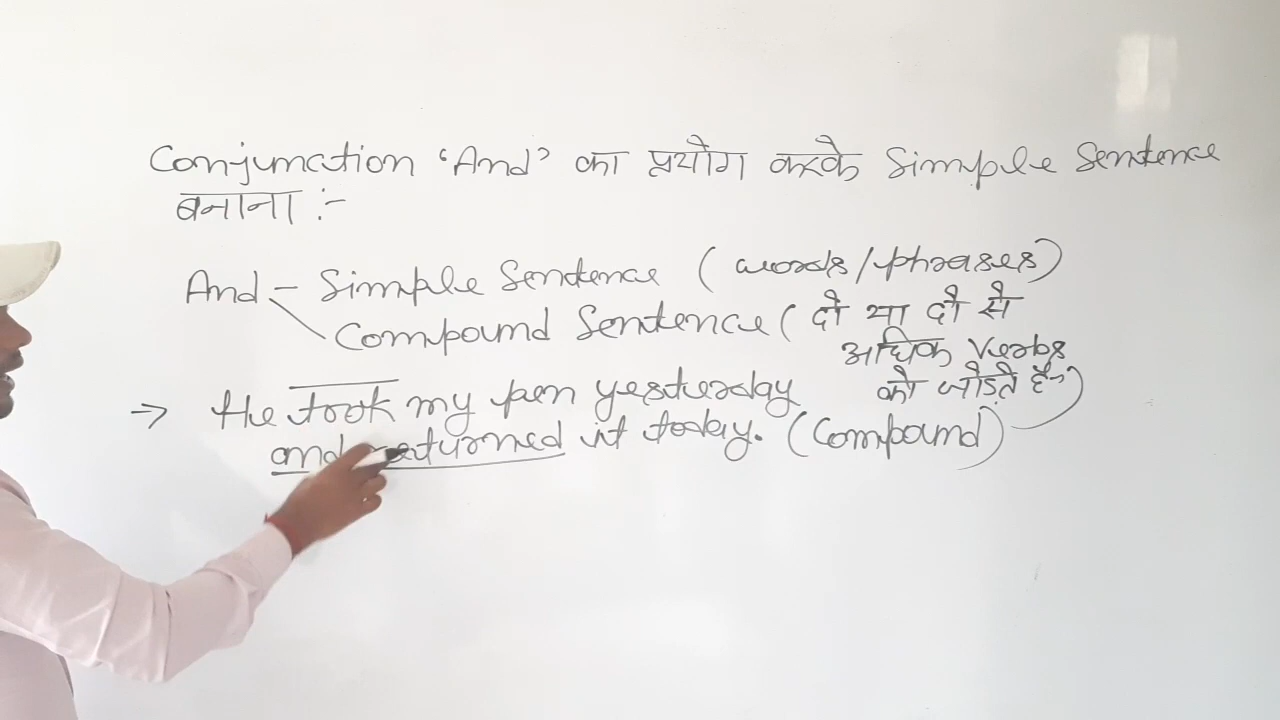 Conjunction 'And' का प्रयोग करके Simple Sentence
बनाना :-
And - Simple Sentence (words/phrases)
Compound Sentence (दो या दो से
अधिक Verbs
को जोड़ते हैं)
→ He took my pen yesterday
and returned it today. (Compound)